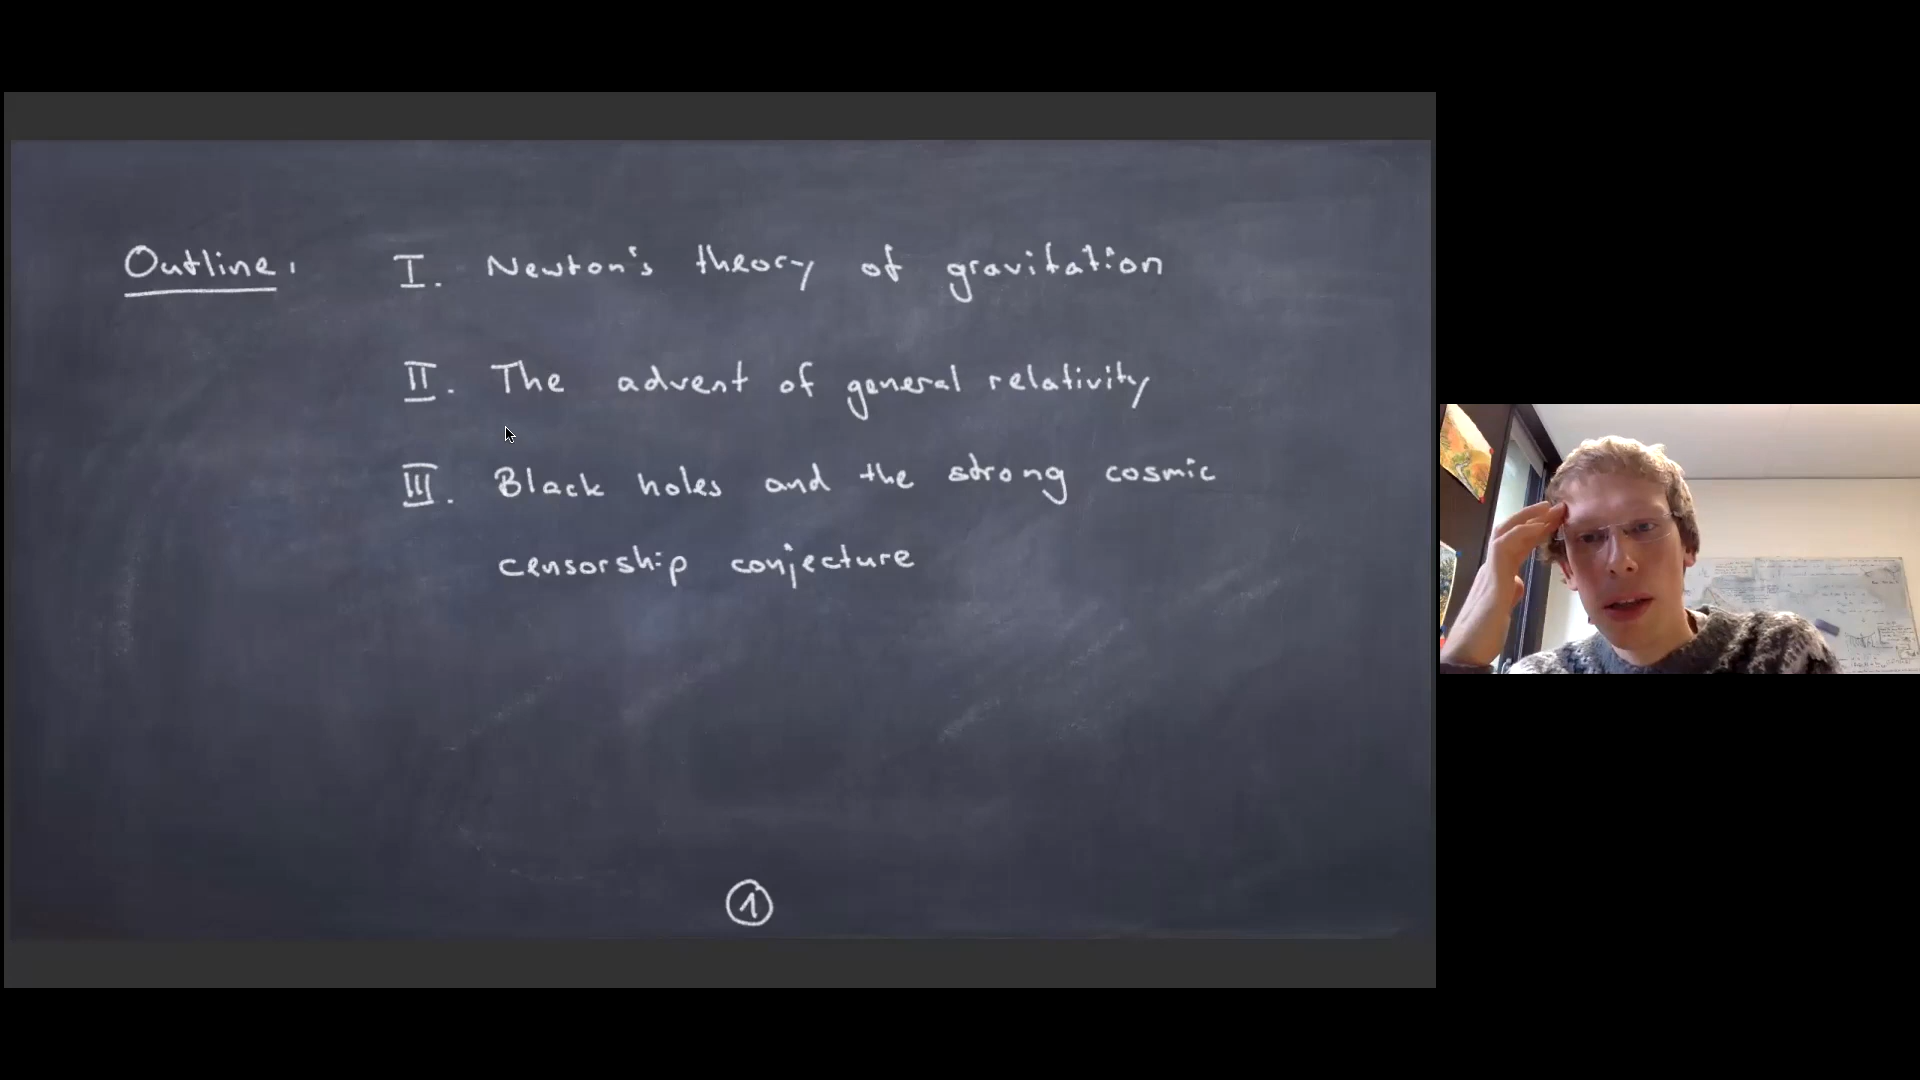 Outline: I. Newton's theory of gravitation
II. The advent of general relativity
III. Black holes and the strong cosmic
censorship conjecture
1